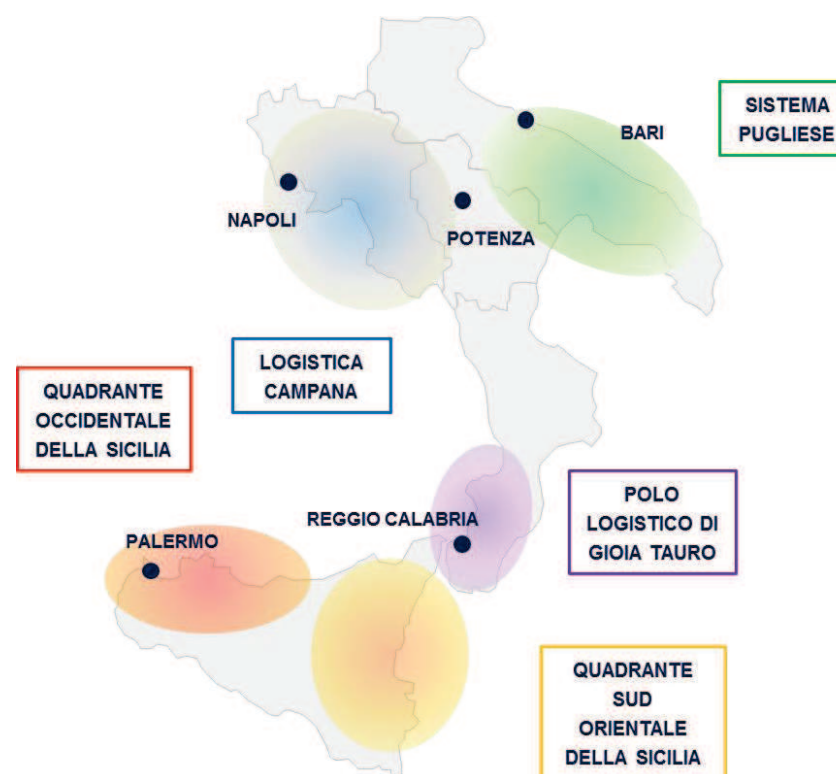 SISTEMA
PUGLIESE
BARI
NAPOLI
POTENZA
LOGISTICA
CAMPANA
QUADRANTE
OCCIDENTALE
DELLA SICILIA
POLO
LOGISTICO DI
GIOIA TAURO
REGGIO CALABRIA
PALERMO
QUADRANTE
SUD
ORIENTALE
DELLA SICILIA